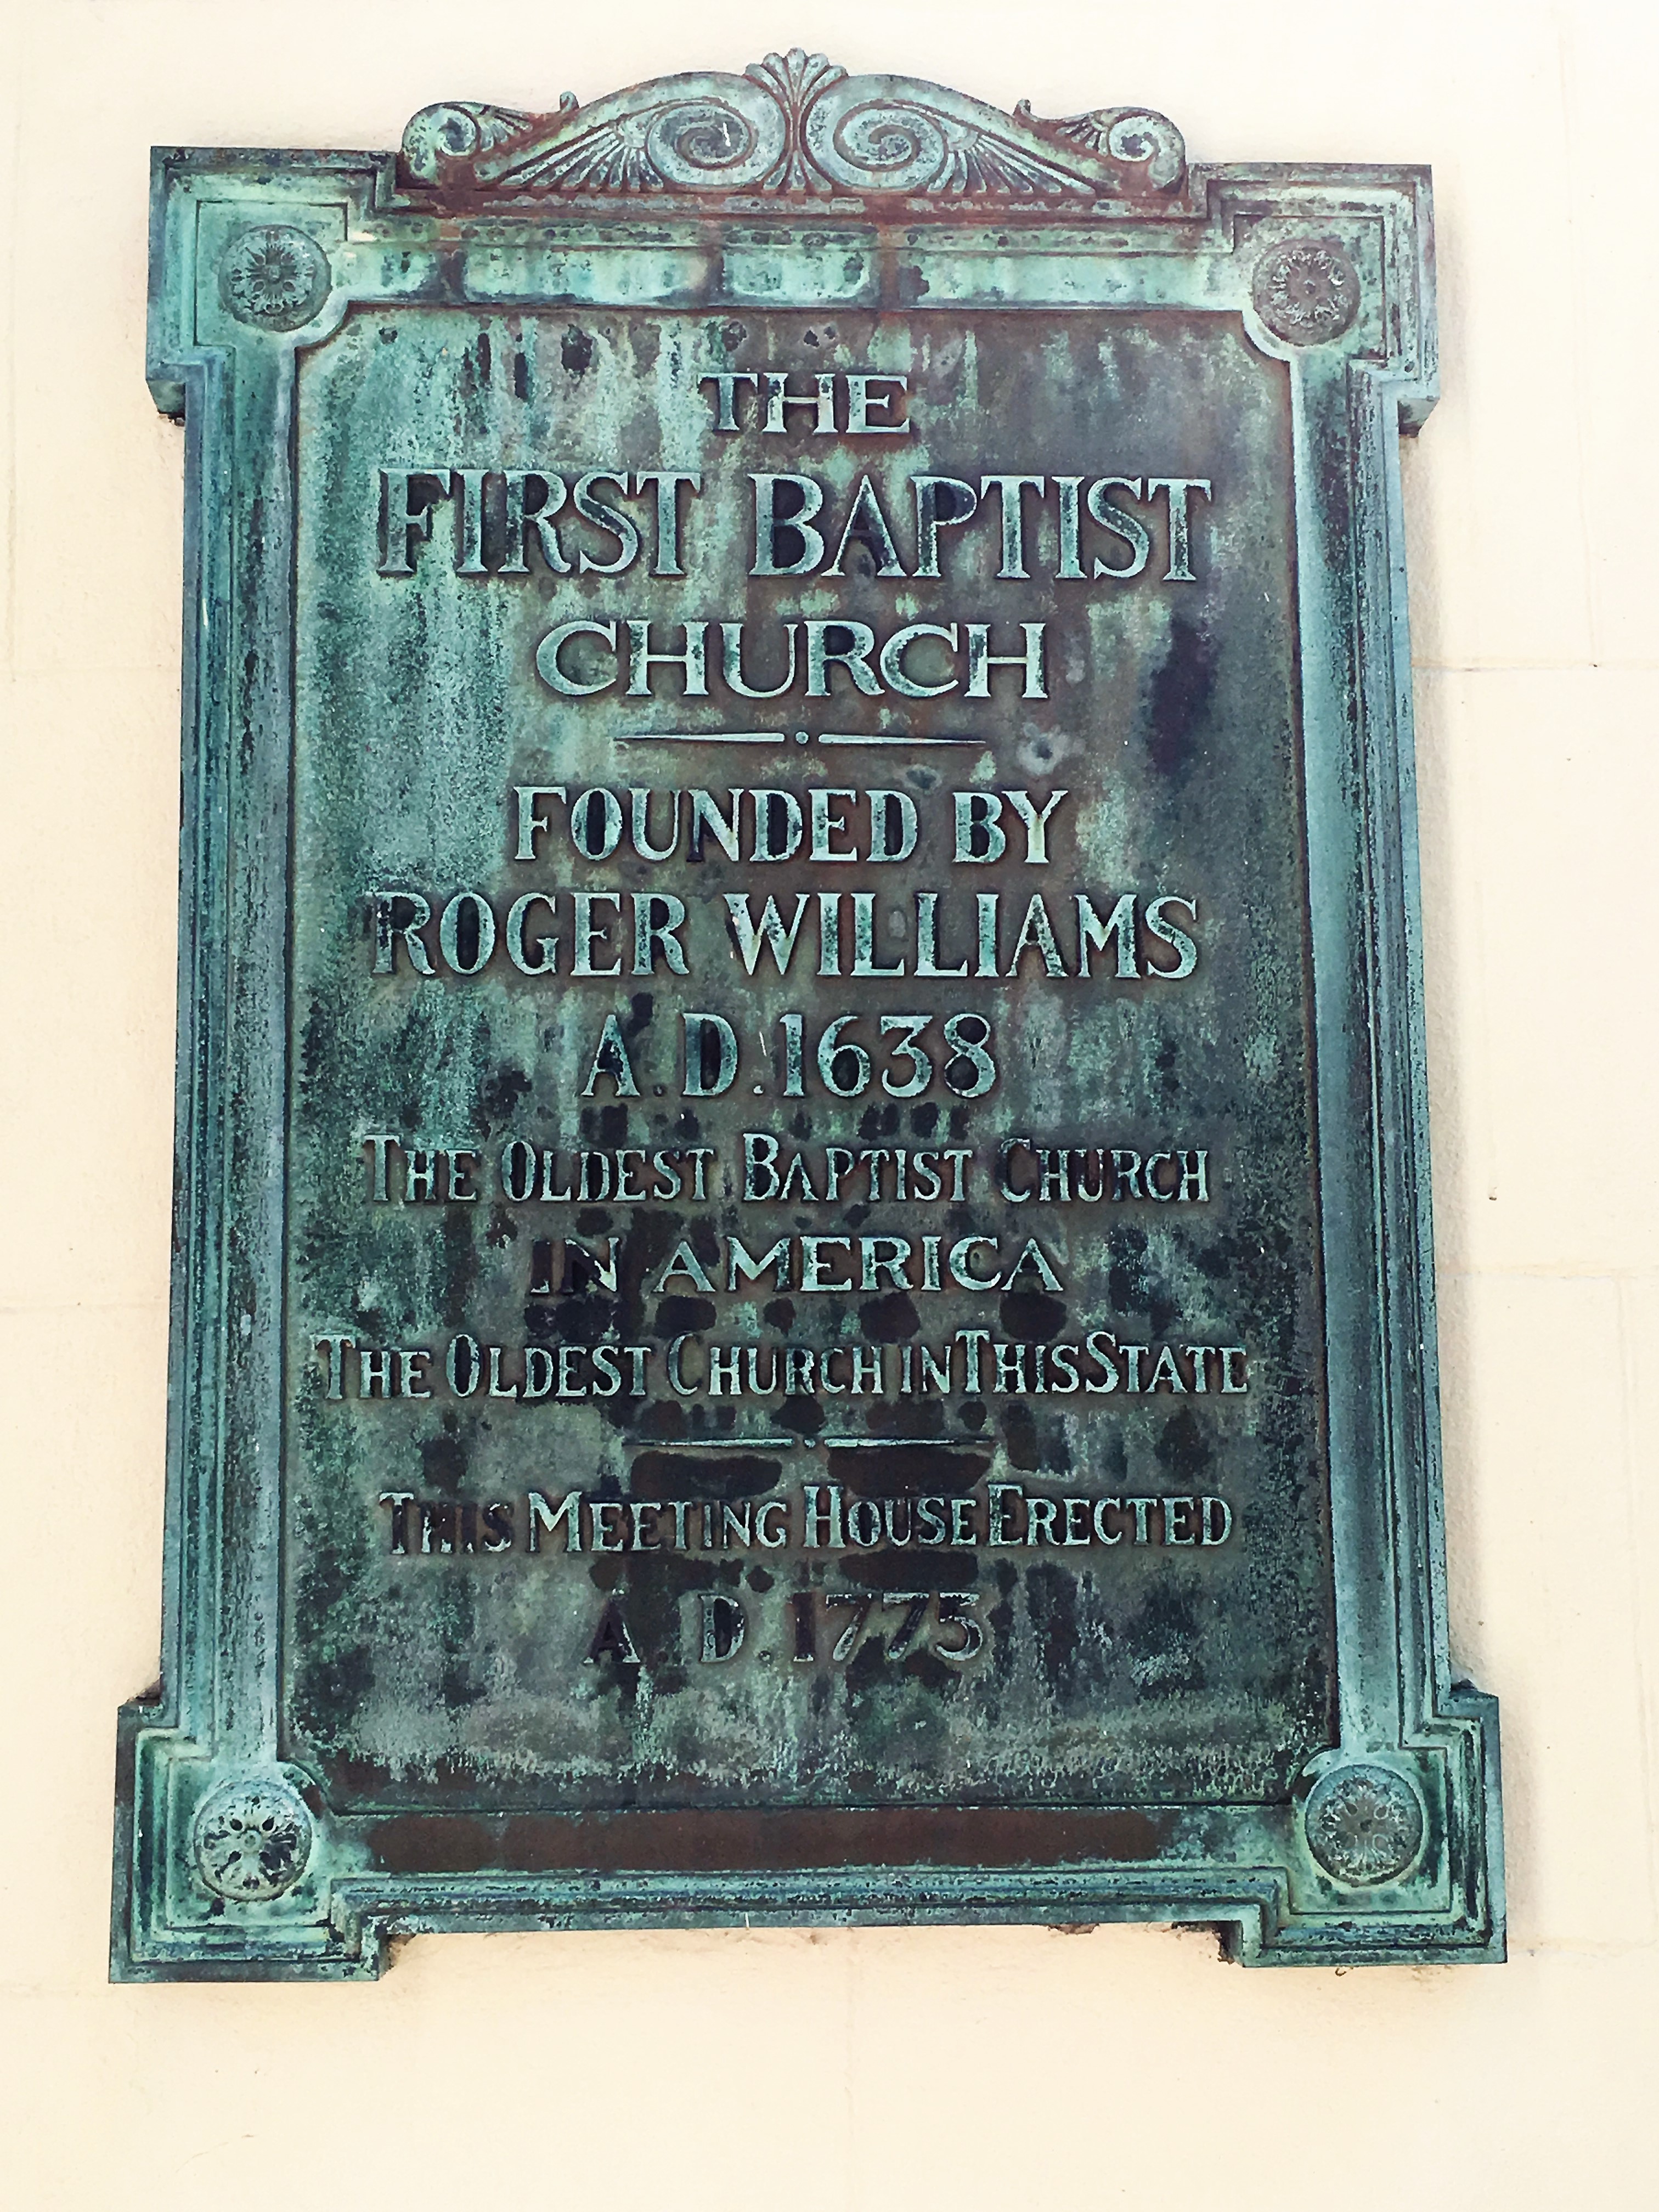 THE
FIRST BAPTIST
CHURCH
FOUNDED BY
ROGER WILLIAMS
A.D.1638
THE OLDEST BAPTIST CHURCH
IN AMERICA
THE OLDEST CHURCH IN THIS STATE
THIS MEETING HOUSE ERECTED
A.D.1775